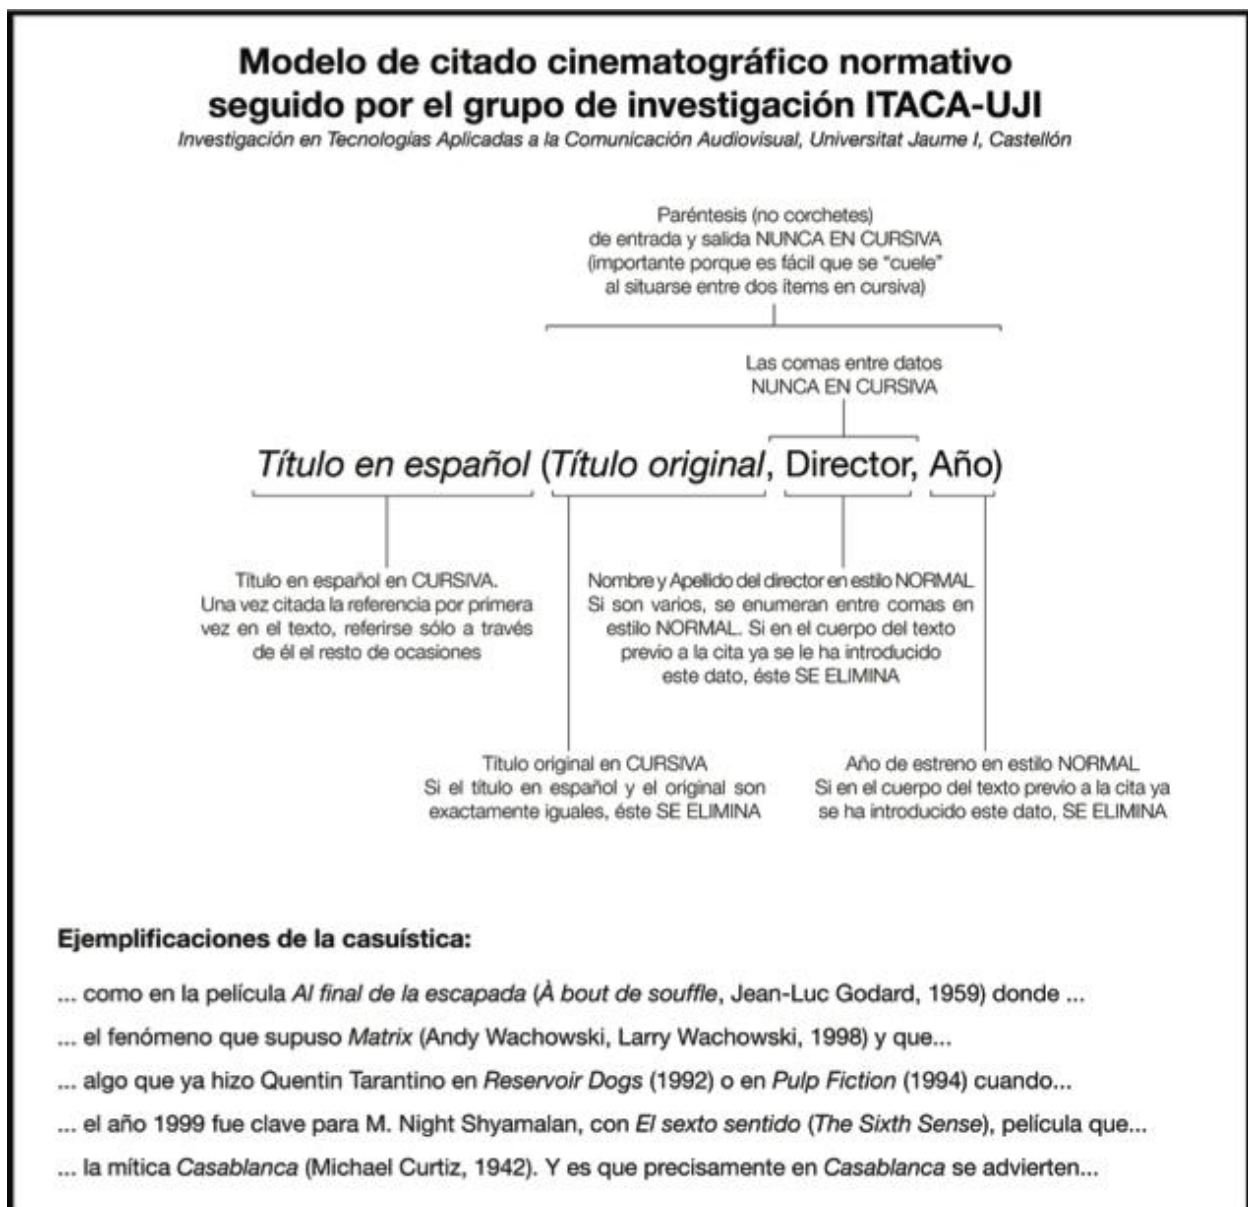 Modelo de citado cinematográfico normativo
seguido por el grupo de investigación ITACA-UJI
Investigación en Tecnologías Aplicadas a la Comunicación Audiovisual, Universitat Jaume I, Castellón
Paréntesis (no corchetes)
de entrada y salida NUNCA EN CURSIVA
(importante porque es fácil que se “cuele”
al situarse entre dos ítems en cursiva)
Las comas entre datos
NUNCA EN CURSIVA
Título en español (Título original, Director, Año)
Título en español en CURSIVA.
Una vez citada la referencia por primera
vez en el texto, referirse sólo a través
de él el resto de ocasiones
Nombre y Apellido del director en estilo NORMAL
Si son varios, se enumeran entre comas en
estilo NORMAL. Si en el cuerpo del texto
previo a la cita ya se le ha introducido
este dato, éste SE ELIMINA
Título original en CURSIVA
Si el título en español y el original son
exactamente iguales, éste SE ELIMINA
Año de estreno en estilo NORMAL
Si en el cuerpo del texto previo a la cita ya
se ha introducido este dato, SE ELIMINA
Ejemplificaciones de la casuística:
... como en la película Al final de la escapada (À bout de souffle, Jean-Luc Godard, 1959) donde ...
... el fenómeno que supuso Matrix (Andy Wachowski, Larry Wachowski, 1998) y que...
... algo que ya hizo Quentin Tarantino en Reservoir Dogs (1992) o en Pulp Fiction (1994) cuando...
... el año 1999 fue clave para M. Night Shyamalan, con El sexto sentido (The Sixth Sense), película que...
... la mítica Casablanca (Michael Curtiz, 1942). Y es que precisamente en Casablanca se advierten...